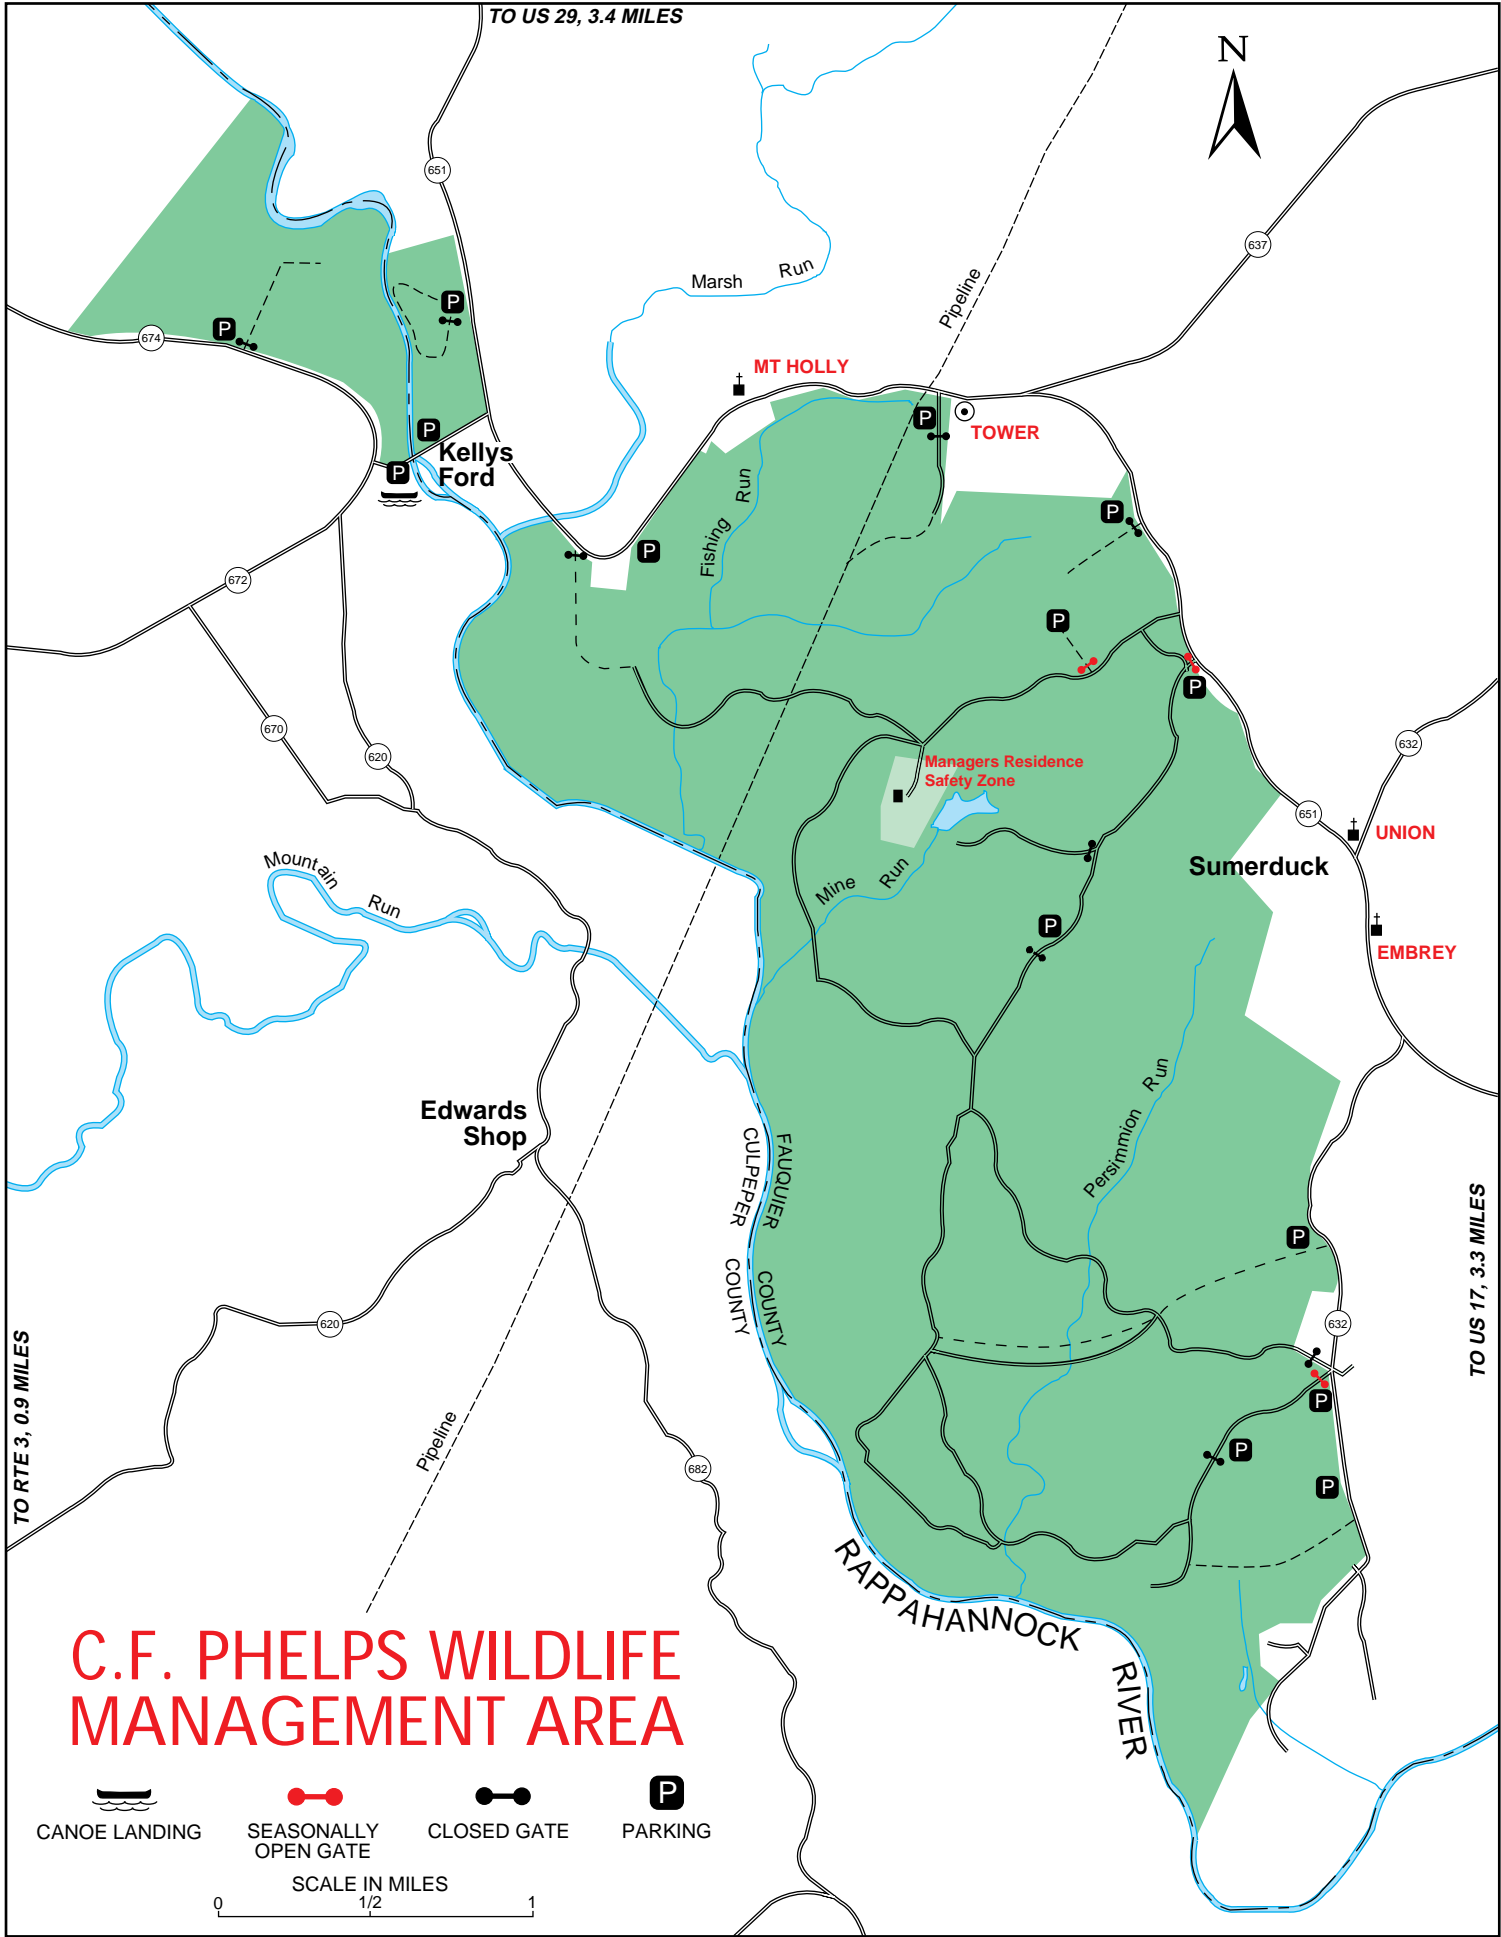 TO US 29, 3.4 MILES
N
651
637
Marsh Run
Pipeline
P
P
674
MT HOLLY
P
TOWER
P
Kellys
Ford
P
Fishing Run
P
P
672
P
P
670
620
632
Managers Residence
Safety Zone
651
UNION
Sumerduck
Mine Run
Mountain Run
P
EMBREY
Persimmion Run
Edwards
Shop
FAUQUIER COUNTY
CULPEPER COUNTY
P
TO US 17, 3.3 MILES
620
632
TO RTE 3, 0.9 MILES
P
Pipeline
682
P
P
RAPPAHANNOCK RIVER
C.F. PHELPS WILDLIFE
MANAGEMENT AREA
P
CANOE LANDING
SEASONALLY
OPEN GATE
CLOSED GATE
PARKING
SCALE IN MILES
0 1/2 1